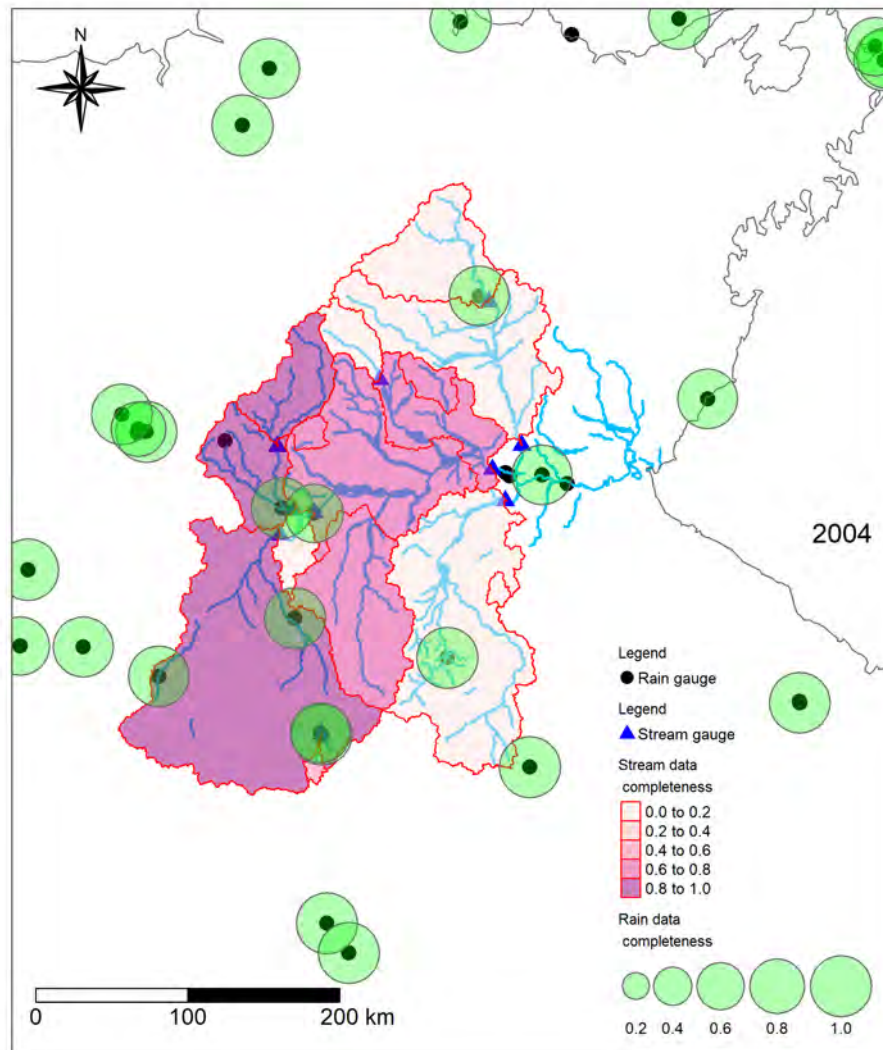 N
2004
Legend
Rain gauge
Legend
Stream gauge
Stream data
completeness
0.0 to 0.2
0.2 to 0.4
0.4 to 0.6
0.6 to 0.8
0.8 to 1.0
Rain data
completeness
0.2 0.4 0.6 0.8 1.0
0 100 200 km